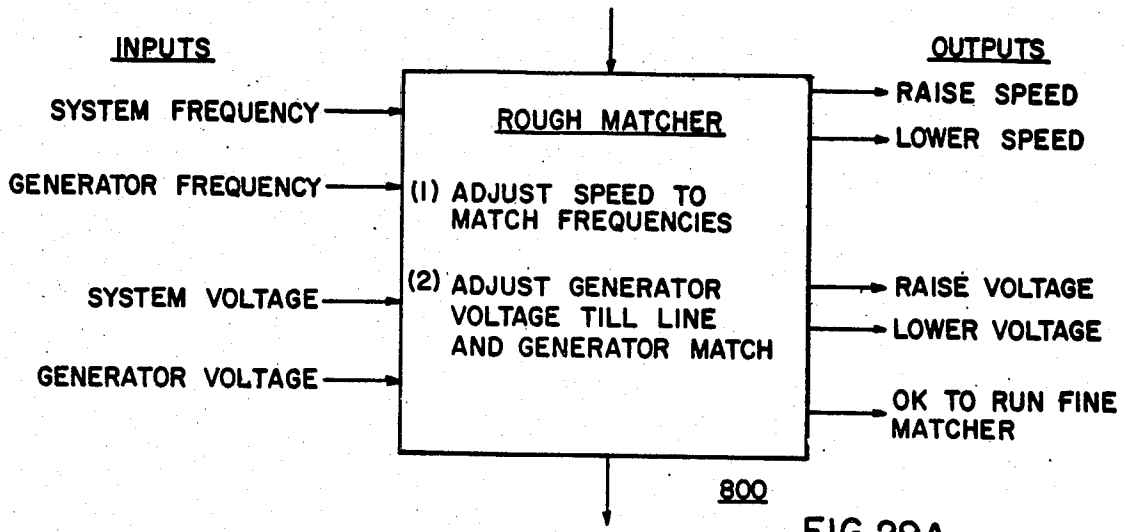 INPUTS
SYSTEM FREQUENCY
GENERATOR FREQUENCY
SYSTEM VOLTAGE
GENERATOR VOLTAGE
ROUGH MATCHER
(1) ADJUST SPEED TO
MATCH FREQUENCIES
(2) ADJUST GENERATOR
VOLTAGE TILL LINE
AND GENERATOR MATCH
OUTPUTS
RAISE SPEED
LOWER SPEED
RAISE VOLTAGE
LOWER VOLTAGE
OK TO RUN FINE
MATCHER
800
FIG.29A